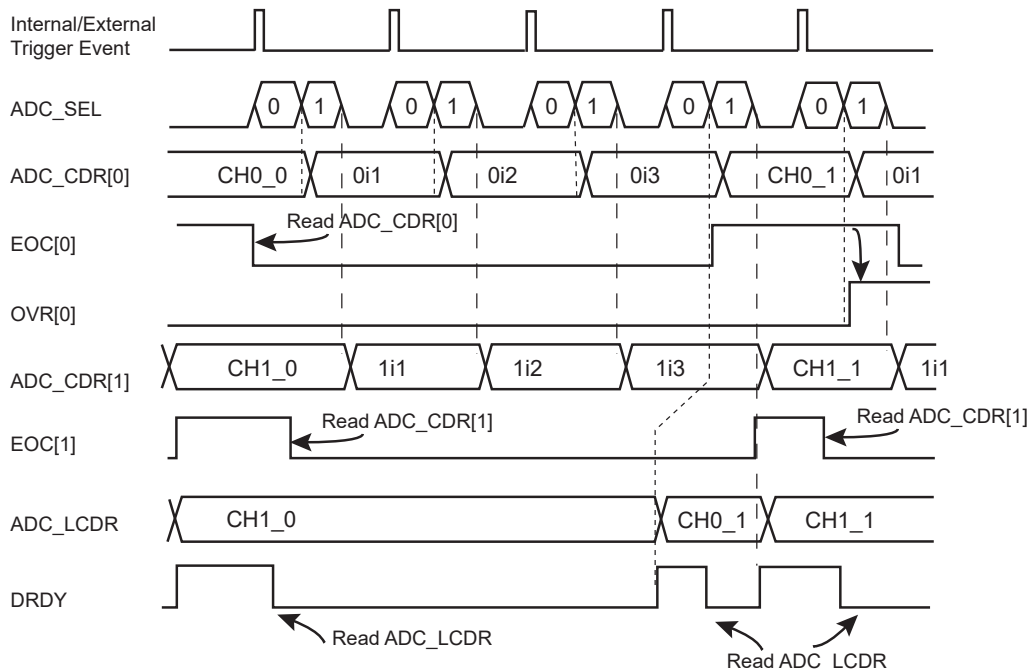 Internal/External
Trigger Event
ADC_SEL
0 1 0 1 0 1 0 1 0 1
ADC_CDR[0]
CH0_0 0i1 0i2 0i3 CH0_1 0i1
Read ADC_CDR[0]
EOC[0]
OVR[0]
ADC_CDR[1]
CH1_0 1i1 1i2 1i3 CH1_1 1i1
Read ADC_CDR[1] Read ADC_CDR[1]
EOC[1]
ADC_LCDR
CH1_0 CH0_1 CH1_1
DRDY
Read ADC_LCDR
Read ADC_LCDR